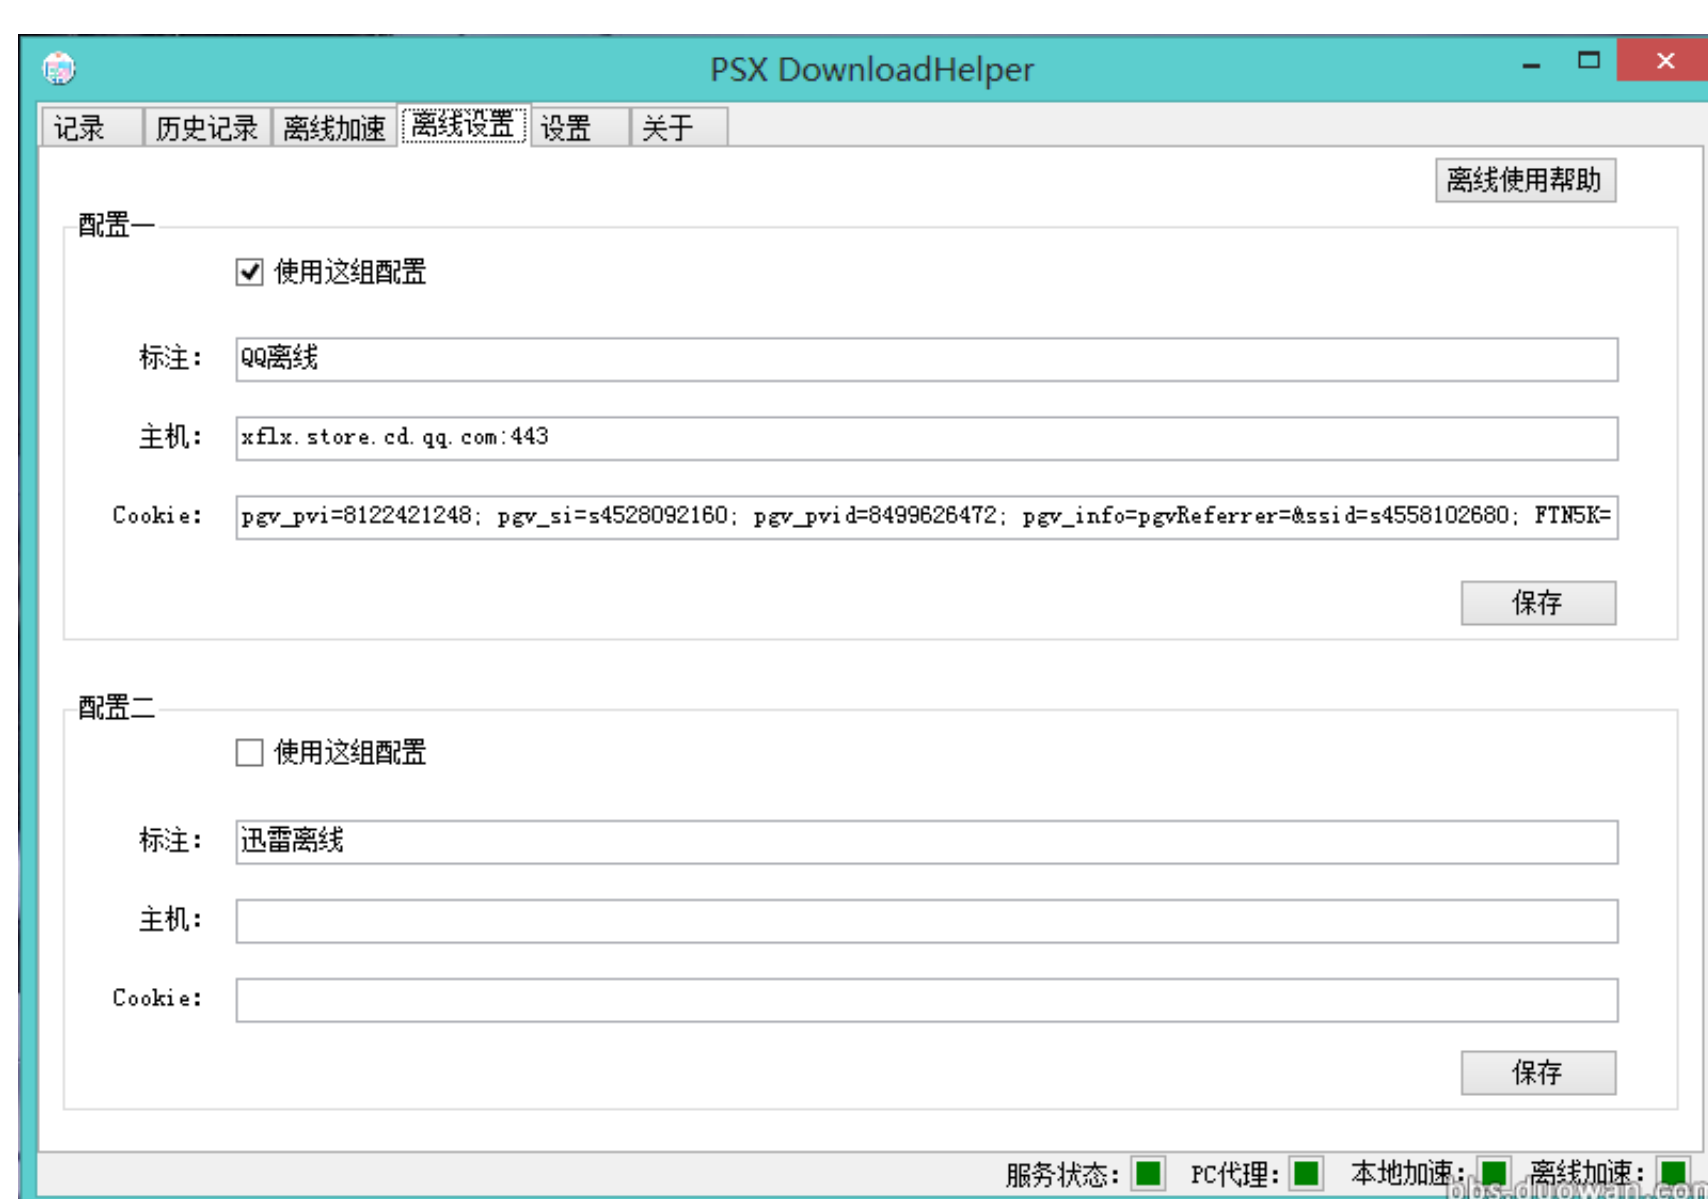 PSX DownloadHelper
记录 历史记录 离线加速 离线设置 设置 关于
离线使用帮助
配置一
使用这组配置
标注: QQ离线
主机: xflx.store.cd.qq.com:443
Cookie: pgv_pvi=8122421248; pgv_si=s4528092160; pgv_pvid=8499626472; pgv_info=pgvReferrer=&ssid=s4558102680; FTN5K=
保存
配置二
使用这组配置
标注: 迅雷离线
主机:
Cookie:
保存
服务状态: PC代理: 本地加速: 离线加速:
bbs.duowan.com